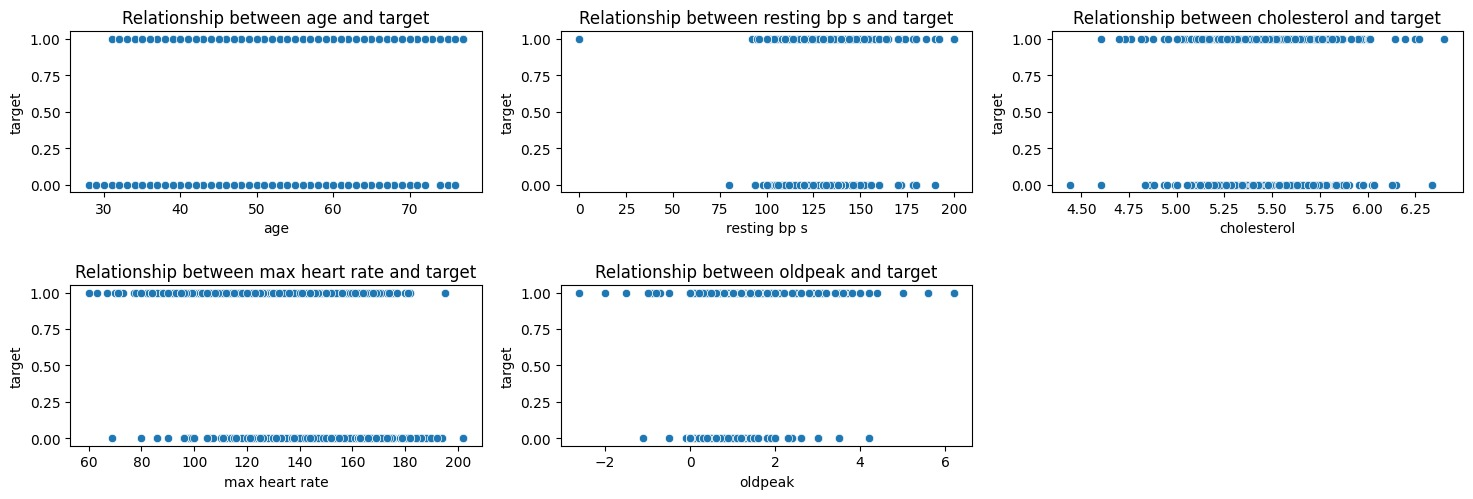 Relationship between age and target
1.00
0.75
0.50
0.25
0.00
target
30 40 50 60 70
age
Relationship between resting bp s and target
1.00
0.75
0.50
0.25
0.00
target
0 25 50 75 100 125 150 175 200
resting bp s
Relationship between cholesterol and target
1.00
0.75
0.50
0.25
0.00
target
4.50 4.75 5.00 5.25 5.50 5.75 6.00 6.25
cholesterol
Relationship between max heart rate and target
1.00
0.75
0.50
0.25
0.00
target
60 80 100 120 140 160 180 200
max heart rate
Relationship between oldpeak and target
1.00
0.75
0.50
0.25
0.00
target
−2 0 2 4 6
oldpeak